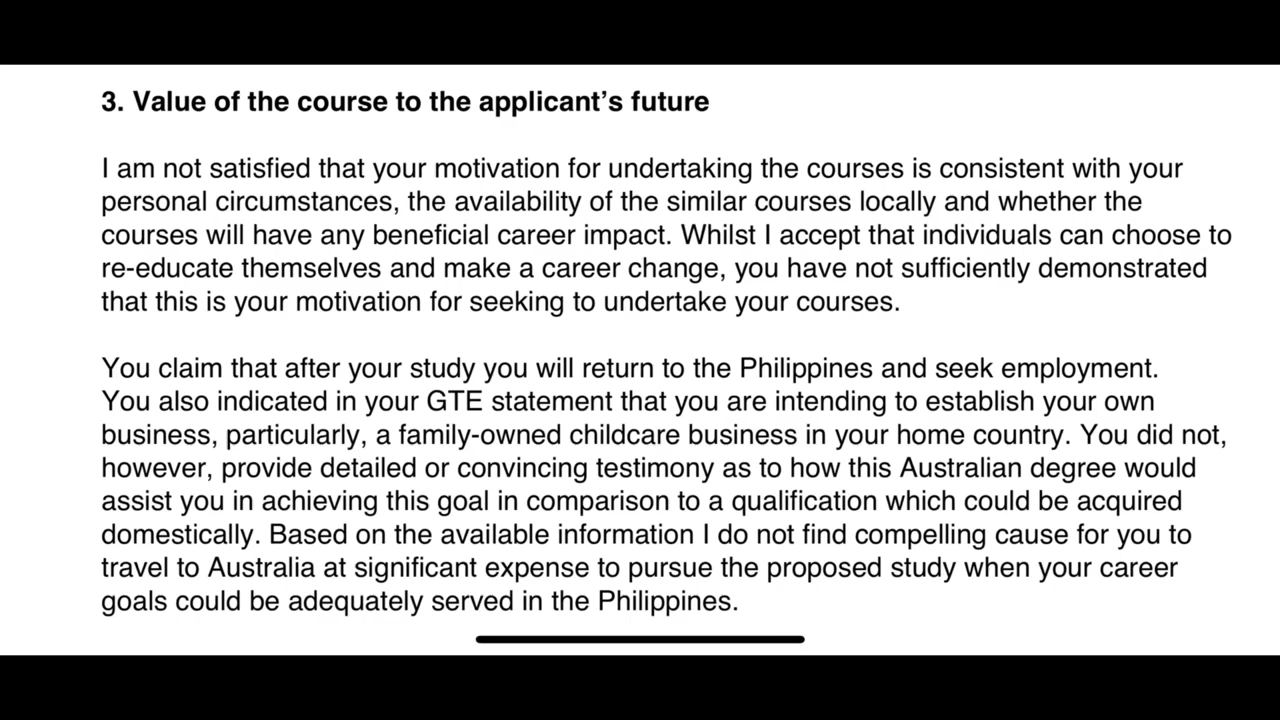 3. Value of the course to the applicant’s future
I am not satisfied that your motivation for undertaking the courses is consistent with your
personal circumstances, the availability of the similar courses locally and whether the
courses will have any beneficial career impact. Whilst I accept that individuals can choose to
re-educate themselves and make a career change, you have not sufficiently demonstrated
that this is your motivation for seeking to undertake your courses.
You claim that after your study you will return to the Philippines and seek employment.
You also indicated in your GTE statement that you are intending to establish your own
business, particularly, a family-owned childcare business in your home country. You did not,
however, provide detailed or convincing testimony as to how this Australian degree would
assist you in achieving this goal in comparison to a qualification which could be acquired
domestically. Based on the available information I do not find compelling cause for you to
travel to Australia at significant expense to pursue the proposed study when your career
goals could be adequately served in the Philippines.